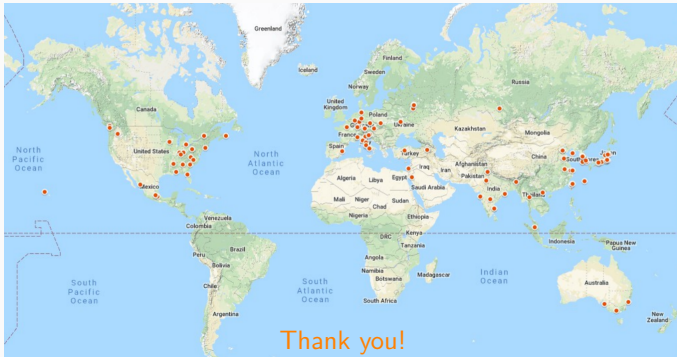 Greenland
Iceland
Finland
Sweden
Norway
Russia
Canada
United
Kingdom
Poland
Ukraine
France
Kazakhstan
Mongolia
Spain
Turkey
North
Pacific
Ocean
United States
North
Atlantic
Ocean
Iraq
Iran
Afghanistan
Pakistan
China
South
Algeria
Libya
Egypt
Saudi Arabia
India
Mexico
Mali
Niger
Chad
Sudan
Thailand
Nigeria
Ethiopia
Venezuela
Colombia
DRC
Kenya
Tanzania
Indonesia
Papua New
Guinea
Peru
Brazil
Bolivia
Angola
Namibia
Botswana
Madagascar
Indian
Ocean
South
Pacific
Ocean
Chile
South
Atlantic
Ocean
South Africa
Australia
Argentina
New
Zealand
Thank you!